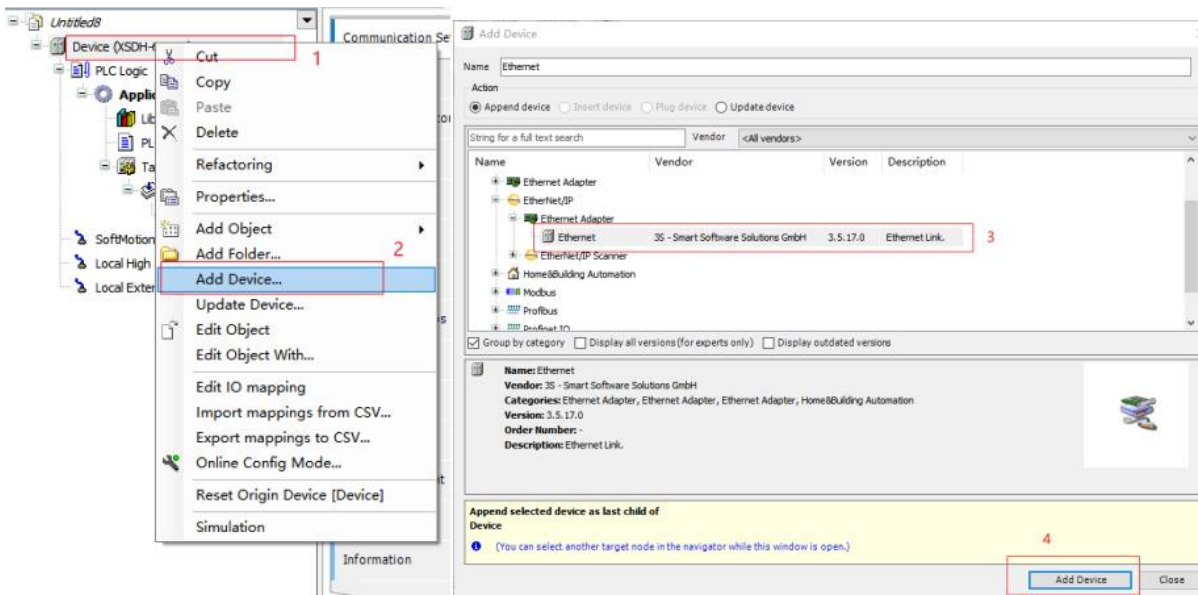 Untitled8
Device (XSDH-6
1
PLC Logic
Applic
Lib
PL
Ta
SoftMotion
Local High
Local Exter
Cut
Copy
Paste
Delete
Refactoring
Properties...
Add Object
Add Folder...
2
Add Device...
Update Device...
Edit Object
Edit Object With...
Edit IO mapping
Import mappings from CSV...
Export mappings to CSV...
Online Config Mode...
Reset Origin Device [Device]
Simulation
Communication Se
Information
Add Device
Name Ethernet
Action
Append device Insert device Plug device Update device
String for a full text search Vendor <All vendors>
Name Vendor Version Description
Ethernet Adapter
EtherNet/IP
Ethernet Adapter
Ethernet 3S - Smart Software Solutions GmbH 3.5.17.0 Ethernet Link. 3
EtherNet/IP Scanner
Home&Building Automation
Modbus
Profibus
Profinet IO
Group by category Display all versions (for experts only) Display outdated versions
Name: Ethernet
Vendor: 3S - Smart Software Solutions GmbH
Categories: Ethernet Adapter, Ethernet Adapter, Ethernet Adapter, Home&Building Automation
Version: 3.5.17.0
Order Number: -
Description: Ethernet Link.
Append selected device as last child of
Device
(You can select another target node in the navigator while this window is open.)
4
Add Device Close